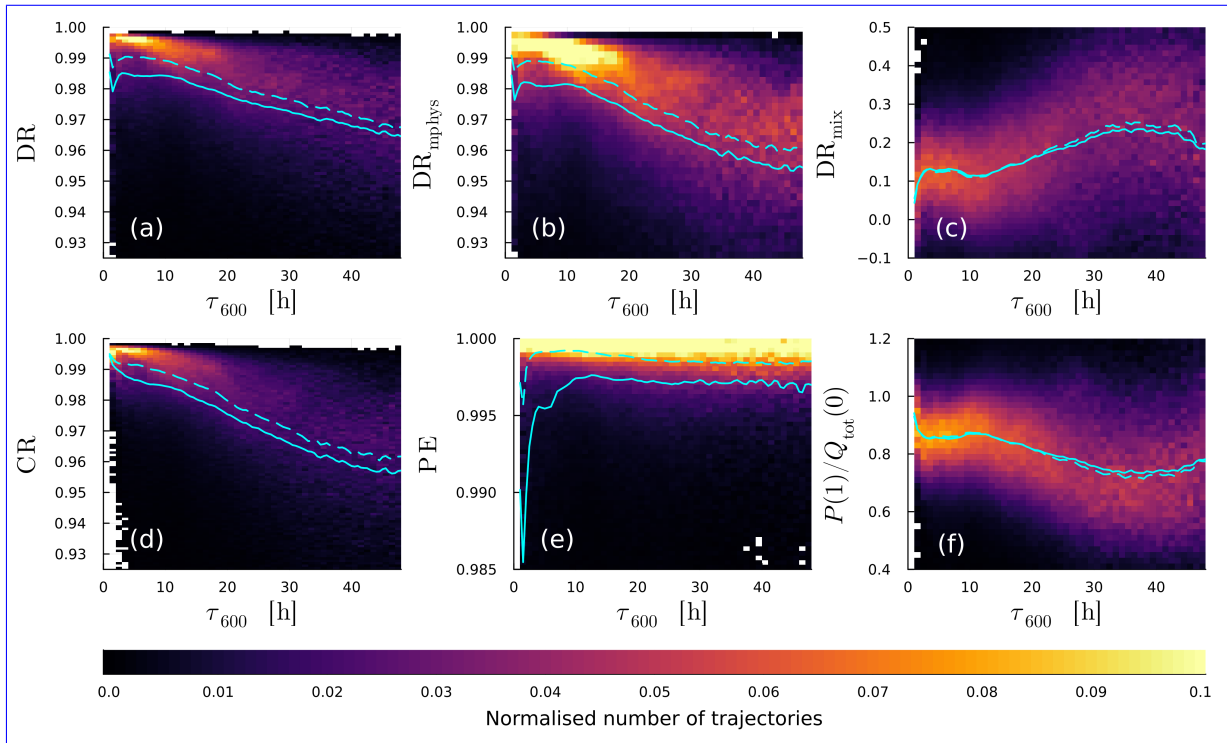 1.00
0.99
0.98
0.97
0.96
0.95
0.94
0.93
DR
(a)
0 10 20 30 40
τ600 [h]
1.00
0.99
0.98
0.97
0.96
0.95
0.94
0.93
DRmphys
(b)
0 10 20 30 40
τ600 [h]
0.5
0.4
0.3
0.2
0.1
0.0
−0.1
DRmix
(c)
0 10 20 30 40
τ600 [h]
1.00
0.99
0.98
0.97
0.96
0.95
0.94
0.93
CR
(d)
0 10 20 30 40
τ600 [h]
1.000
0.995
0.990
0.985
PE
(e)
0 10 20 30 40
τ600 [h]
1.2
1.0
0.8
0.6
0.4
P(1)/Qtot(0)
(f)
0 10 20 30 40
τ600 [h]
0.0 0.01 0.02 0.03 0.04 0.05 0.06 0.07 0.08 0.09 0.1
Normalised number of trajectories